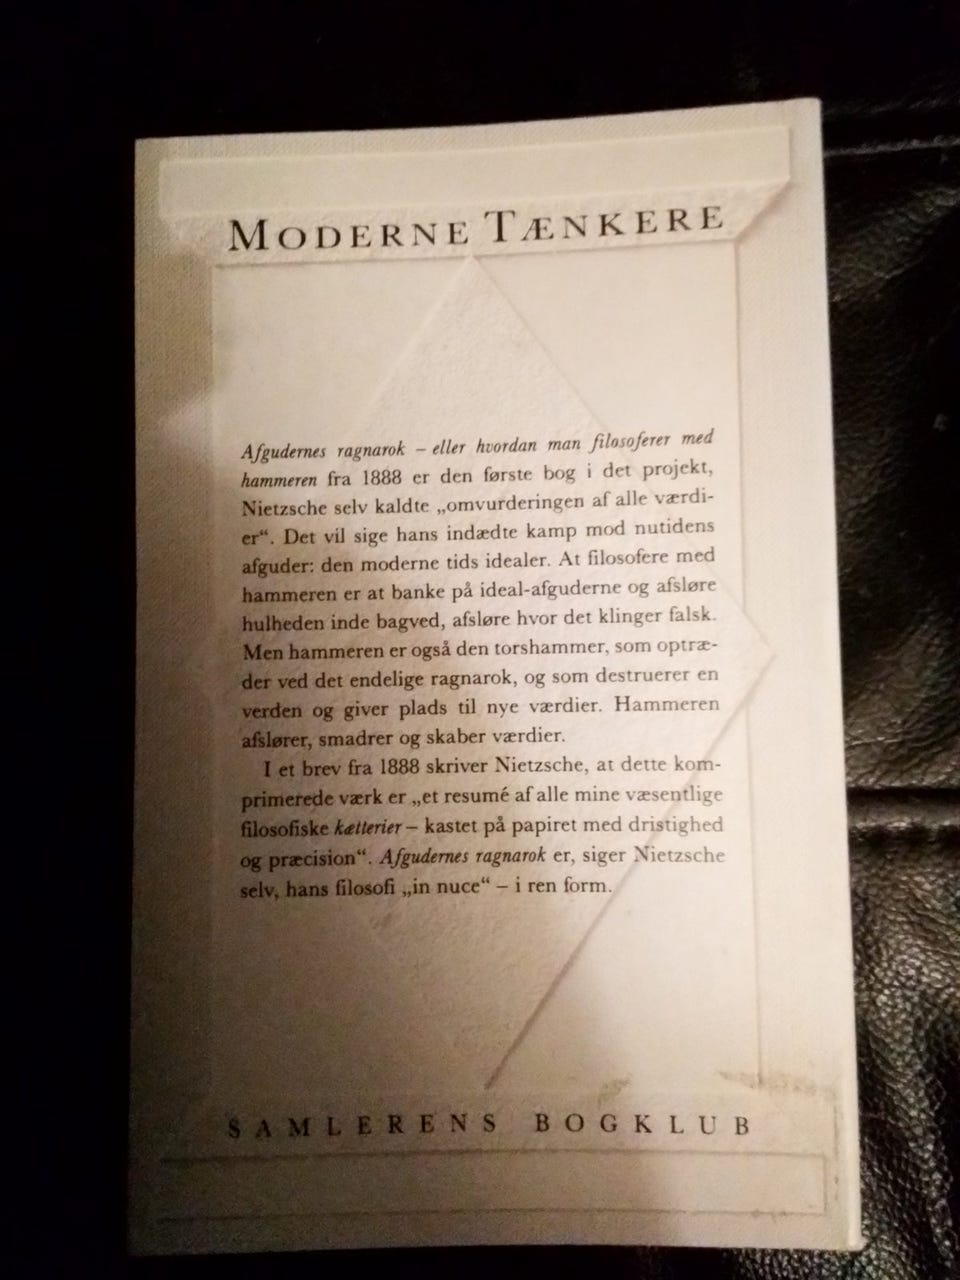 MODERNE TÆNKERE
Afgudernes ragnarok – eller hvordan man filosoferer med
hammeren fra 1888 er den første bog i det projekt,
Nietzsche selv kaldte „omvurderingen af alle værdi-
er“. Det vil sige hans indædte kamp mod nutidens
afguder: den moderne tids idealer. At filosofere med
hammeren er at banke på ideal-afguderne og afsløre
hulheden inde bagved, afsløre hvor det klinger falsk.
Men hammeren er også den torshammer, som optræ-
der ved det endelige ragnarok, og som destruerer en
verden og giver plads til nye værdier. Hammeren
afslører, smadrer og skaber værdier.
I et brev fra 1888 skriver Nietzsche, at dette kom-
primerede værk er „et resumé af alle mine væsentlige
filosofiske kætterier – kastet på papiret med dristighed
og præcision“. Afgudernes ragnarok er, siger Nietzsche
selv, hans filosofi „in nuce“ – i ren form.
SAMLERENS BOGKLUB